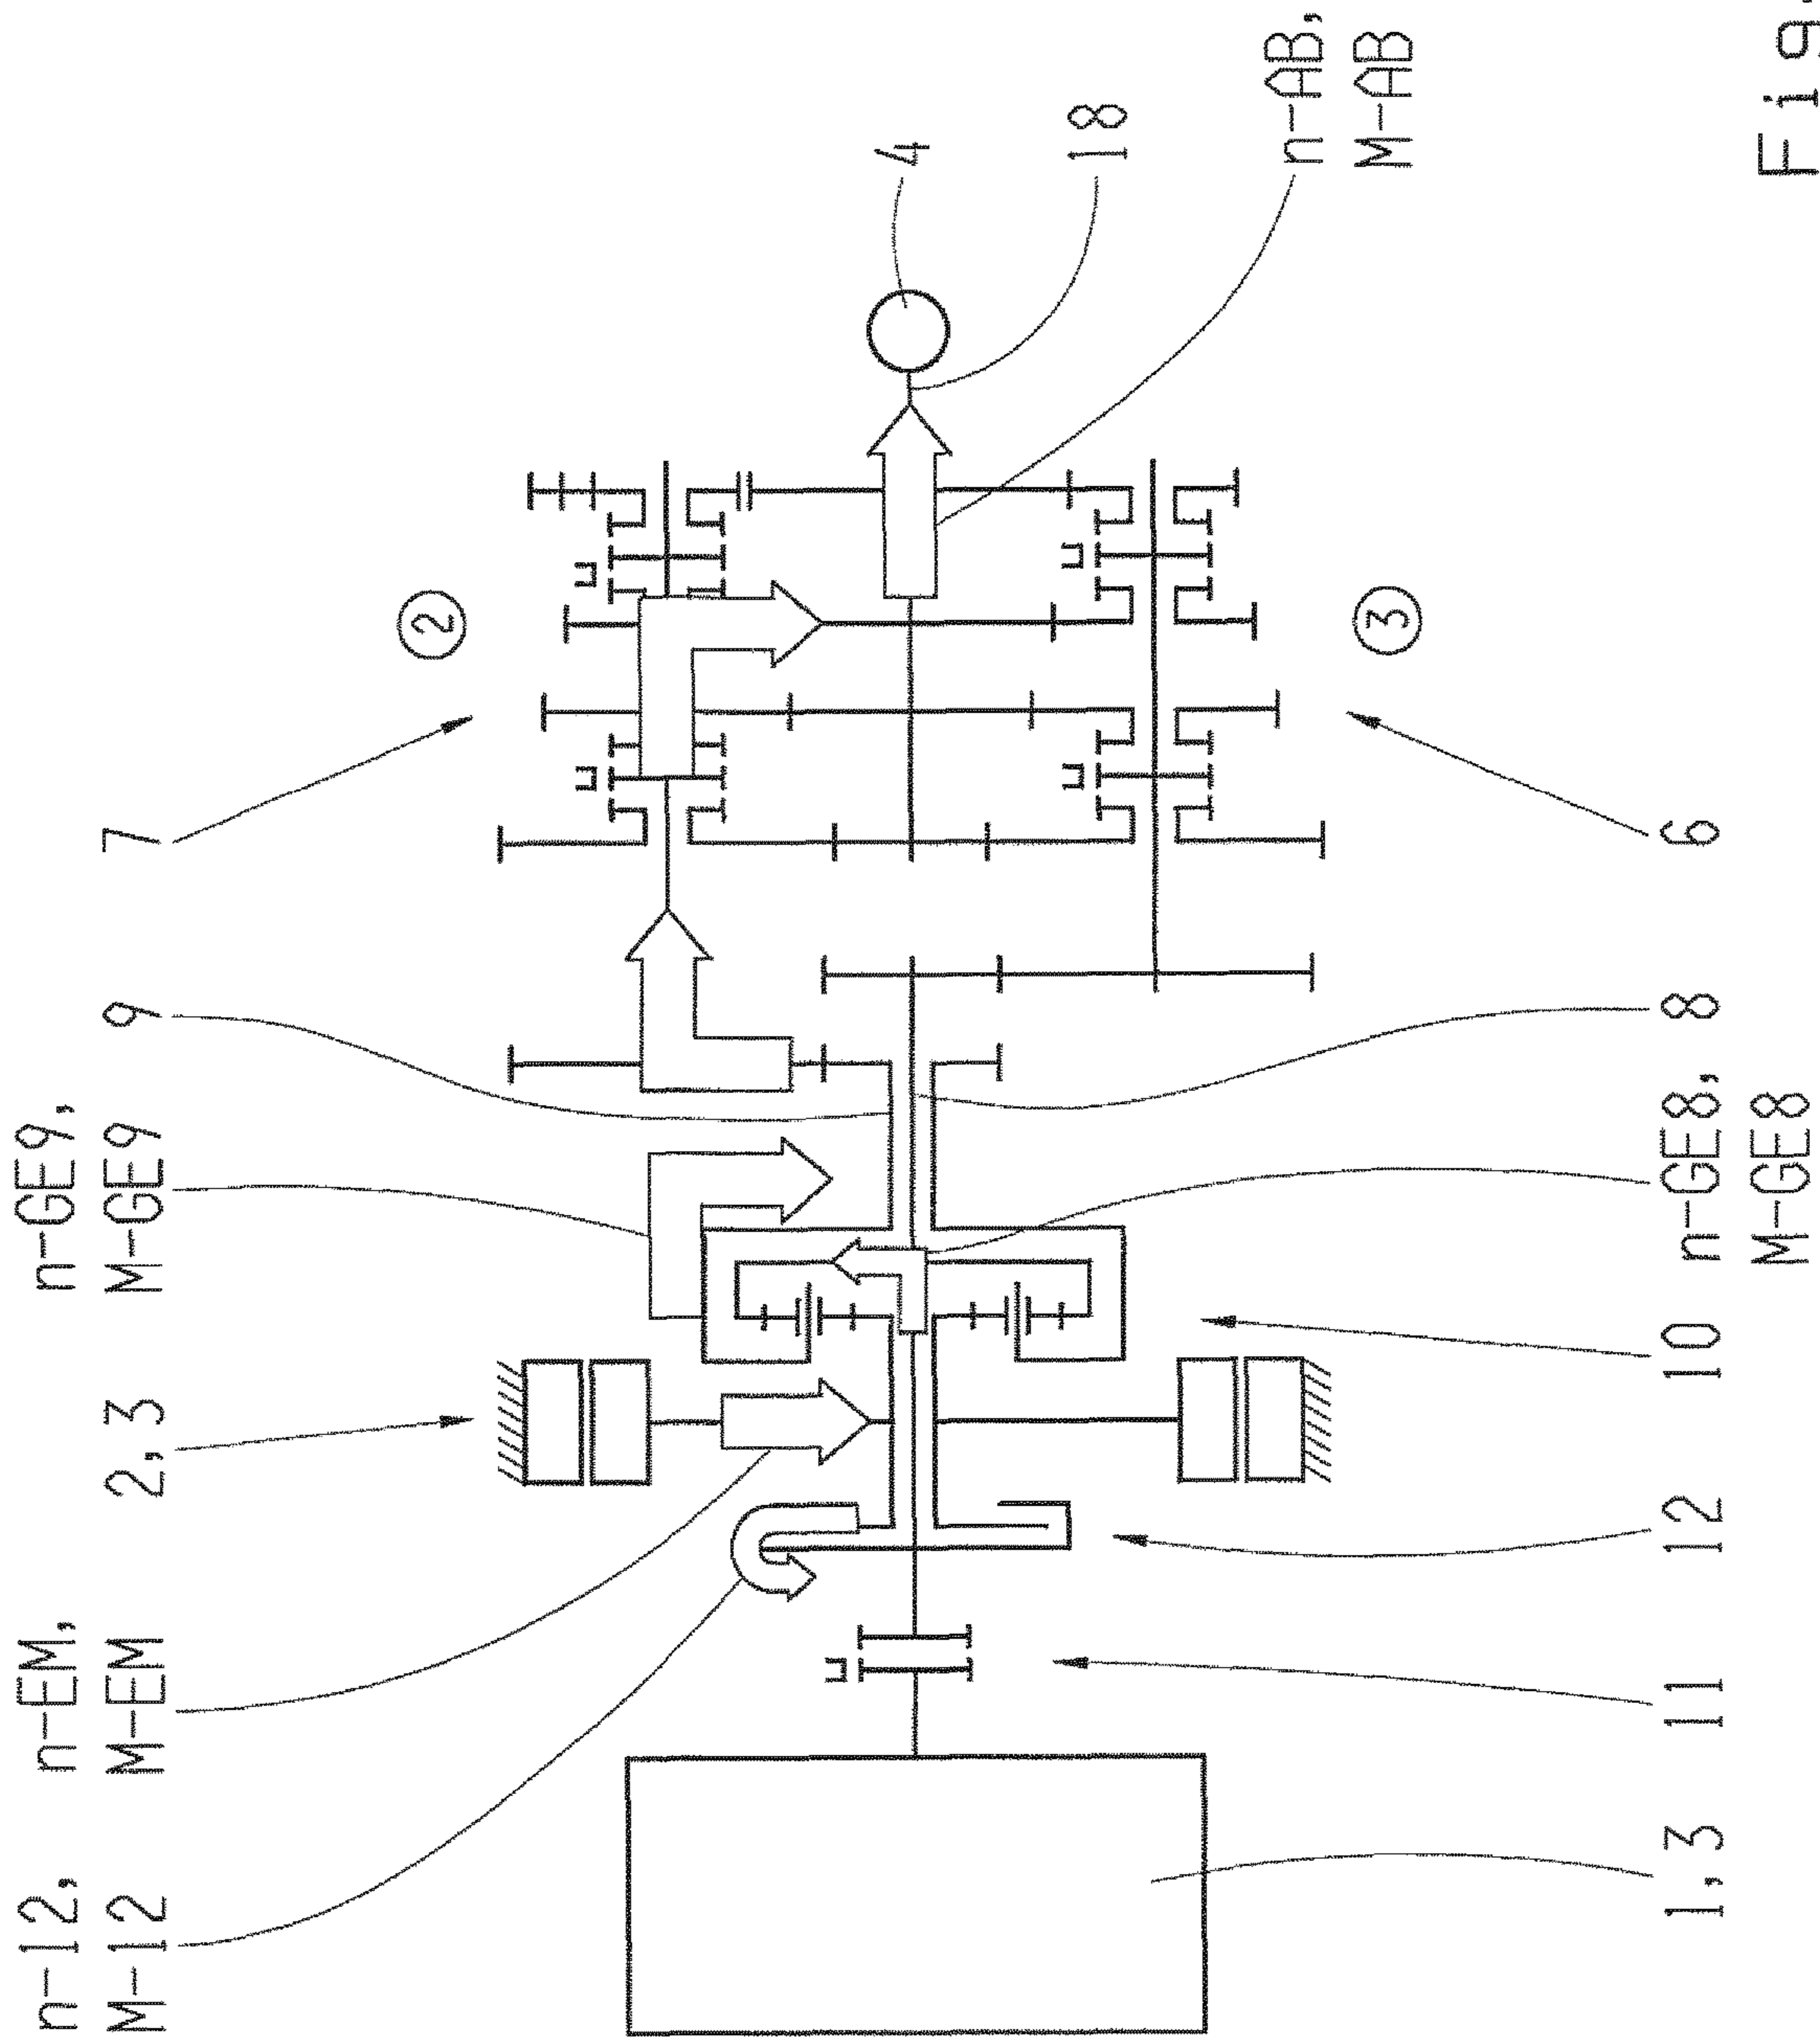 n-12,
M-12
n-EM,
M-EM
2,3
n-GE9,
M-GE9
9
7
2
3
4
18
n-AB,
M-AB
1,3
11
12
10
n-GE8,
M-GE8
8
6
Fig.